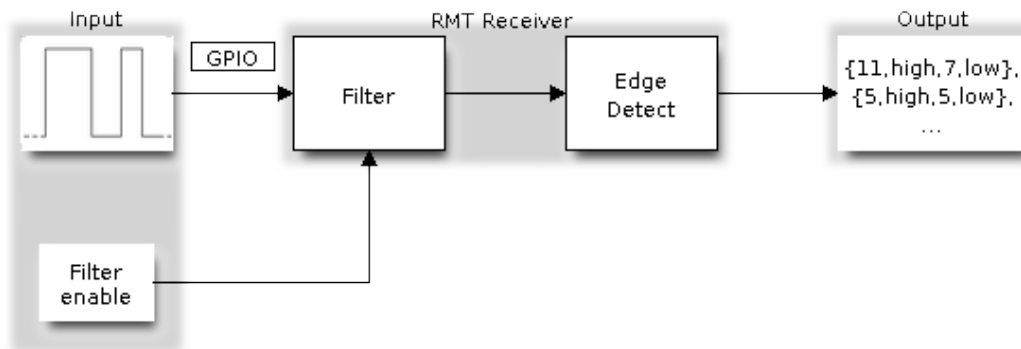 Input
RMT Receiver
Output
GPIO
Filter
Edge
Detect
{11,high,7,low},
{5,high,5,low},
...
Filter
enable